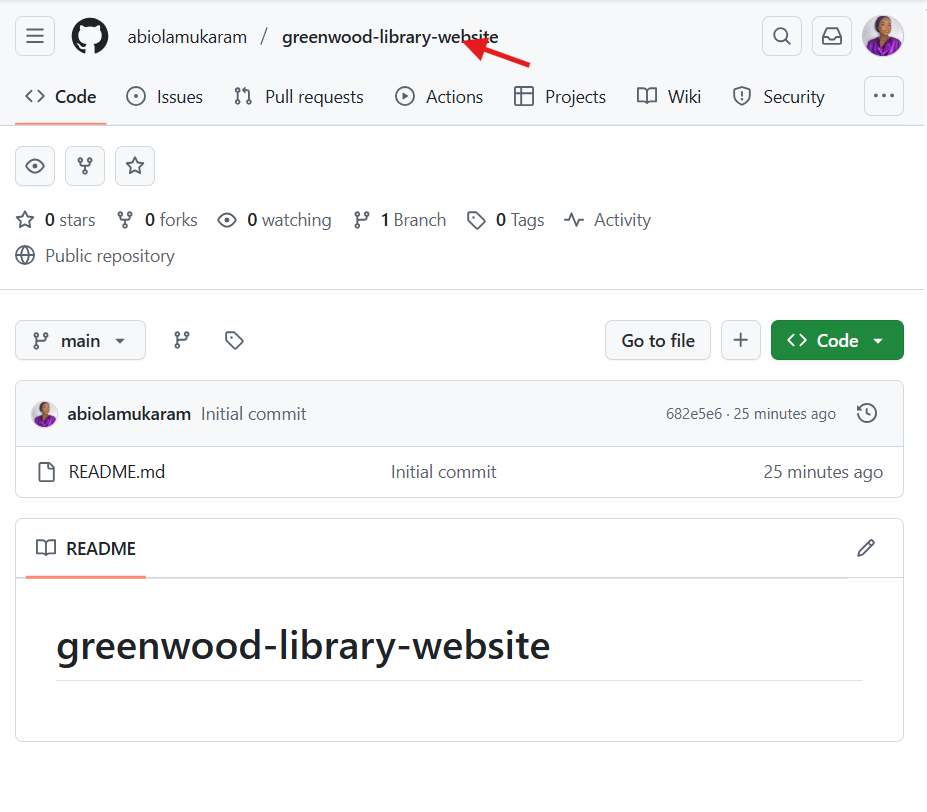 abiolamukaram / greenwood-library-website
Code Issues Pull requests Actions Projects Wiki Security
0 stars 0 forks 0 watching 1 Branch 0 Tags Activity
Public repository
main Go to file Code
abiolamukaram Initial commit 682e5e6 · 25 minutes ago
README.md Initial commit 25 minutes ago
README
greenwood-library-website